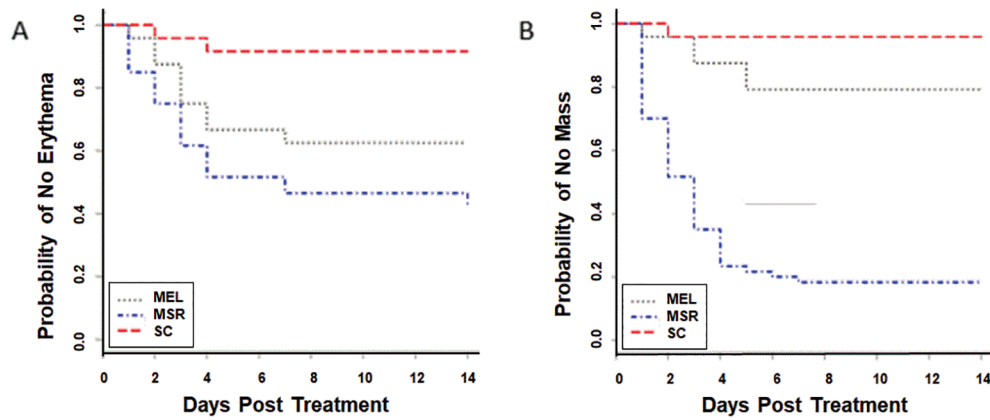 A
Probability of No Erythema
1.0
0.8
0.6
0.4
0.2
0.0
MEL
MSR
SC
0 2 4 6 8 10 12 14
Days Post Treatment
B
Probability of No Mass
1.0
0.8
0.6
0.4
0.2
0.0
MEL
MSR
SC
0 2 4 6 8 10 12 14
Days Post Treatment